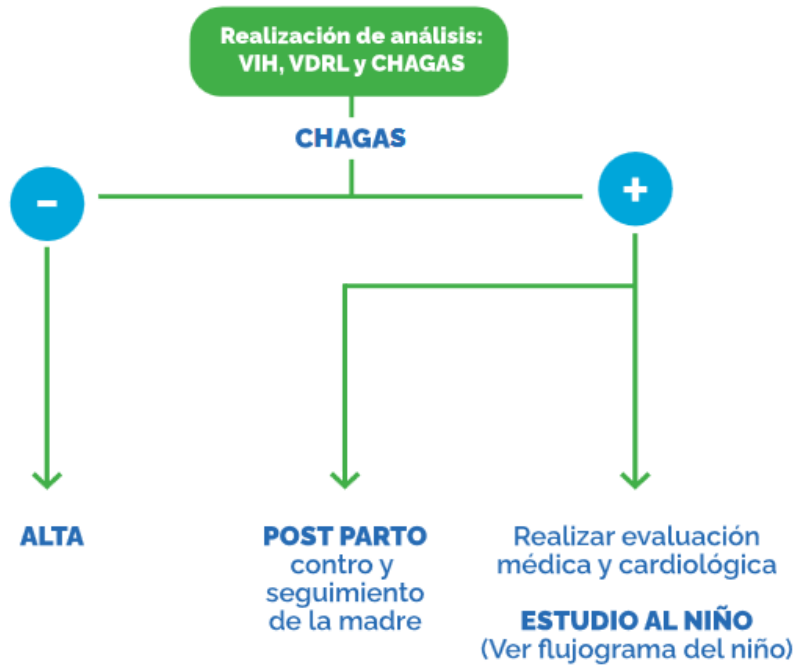 Realización de análisis:
VIH, VDRL y CHAGAS
CHAGAS
-
+
ALTA
POST PARTO
contro y
seguimiento
de la madre
Realizar evaluación
médica y cardiológica
ESTUDIO AL NIÑO
(Ver flujograma del niño)